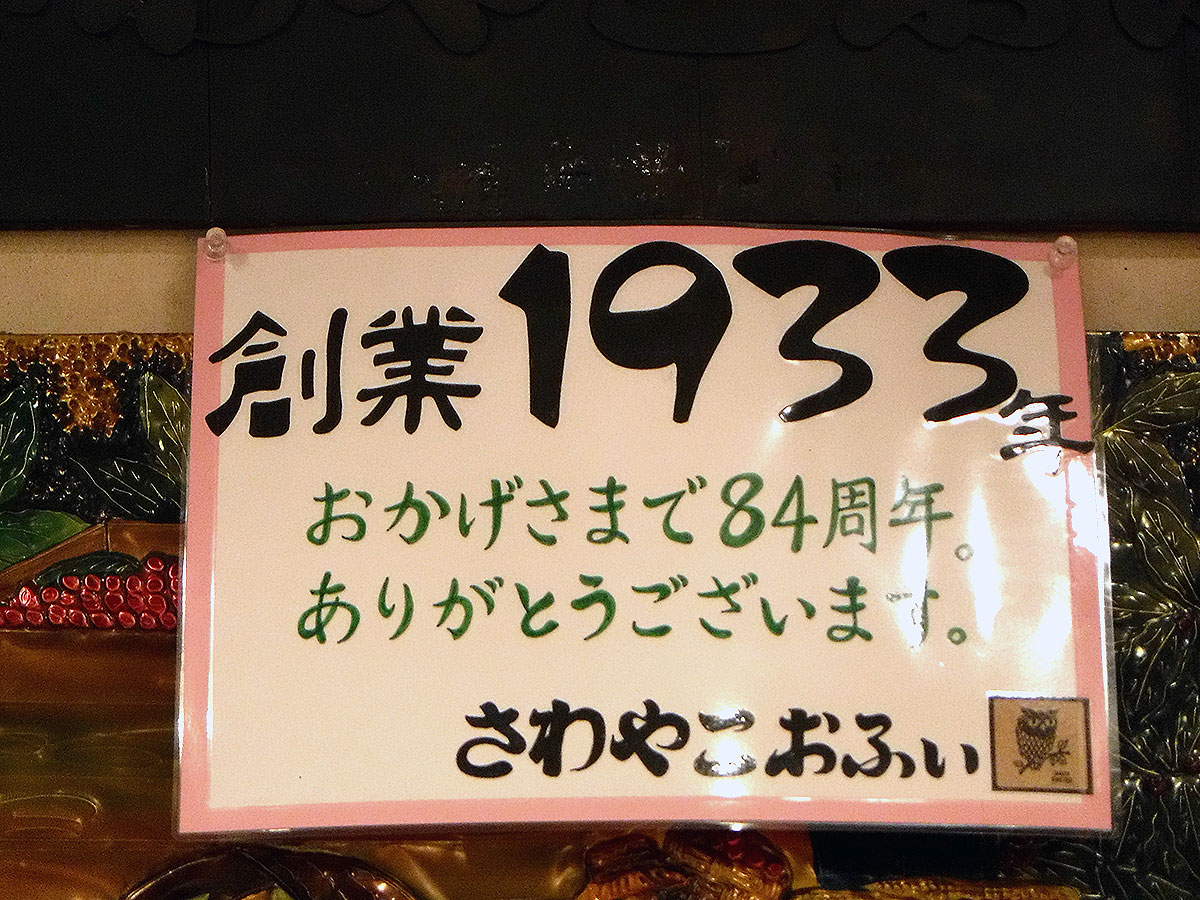 創業1933年
おかげさまで84周年。
ありがとうございます。
さわやこおふぃ